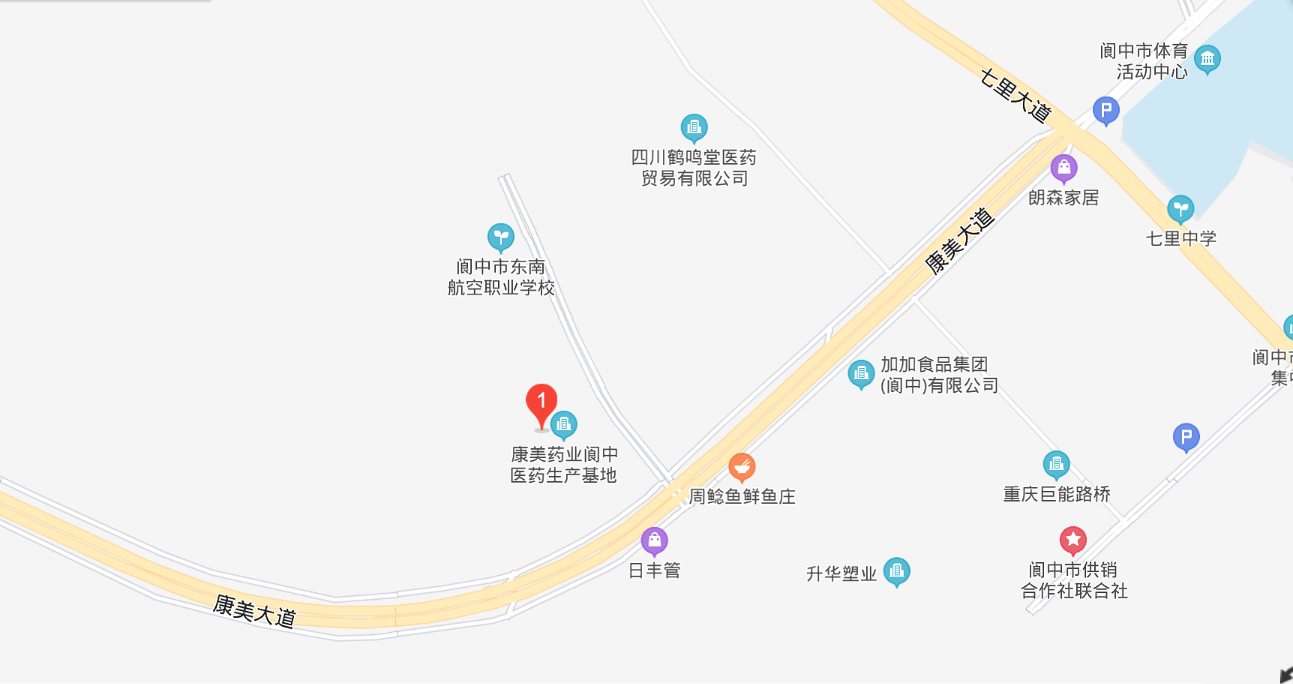 阆中市体育
活动中心
P
七里大道
四川鹤鸣堂医药
贸易有限公司
朗森家居
康美大道
七里中学
阆中市东南
航空职业学校
加加食品集团
(阆中)有限公司
阆中市
集中
1
康美药业阆中
医药生产基地
P
周鲶鱼鲜鱼庄
重庆巨能路桥
日丰管
升华塑业
阆中市供销
合作社联合社
康美大道